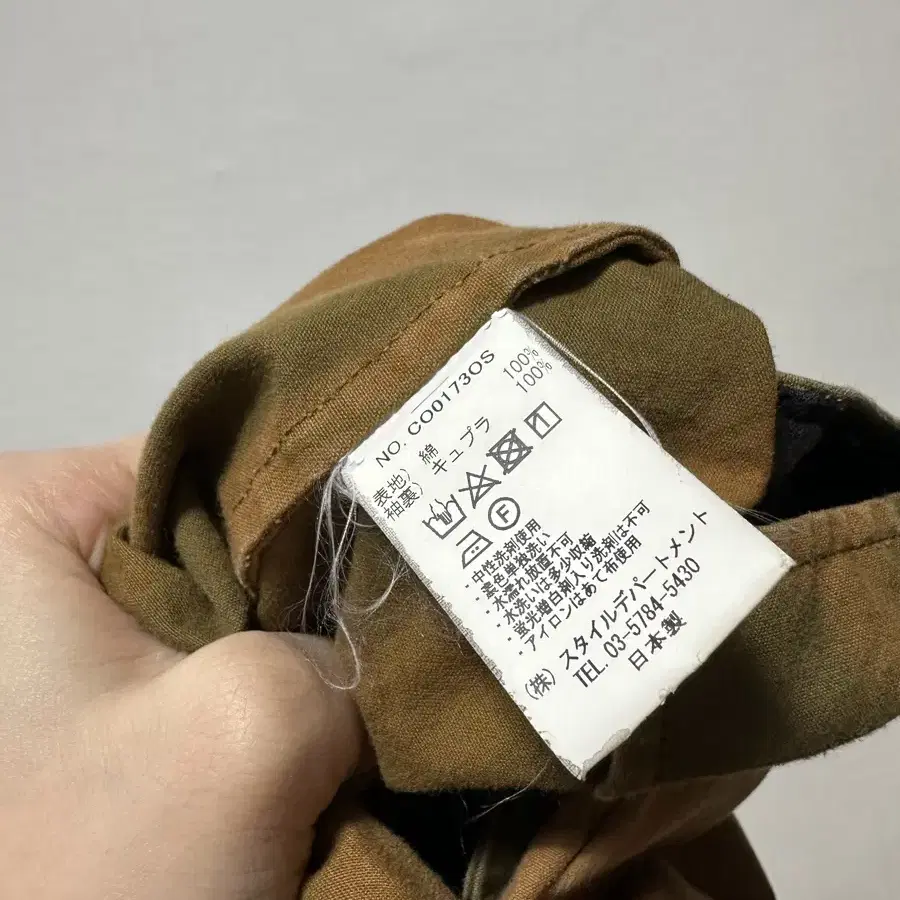 NO. CO0173OS
表地) 綿 100%
袖裏) キュプラ 100%
F
・中性洗剤使用
・濃色単独洗い
・水濡れ放置不可
・水洗いは多少収縮
・蛍光増白剤入り洗剤は不可
・アイロンはあて布使用
(株) スタイルデパートメント
TEL. 03-5784-5430
日本製